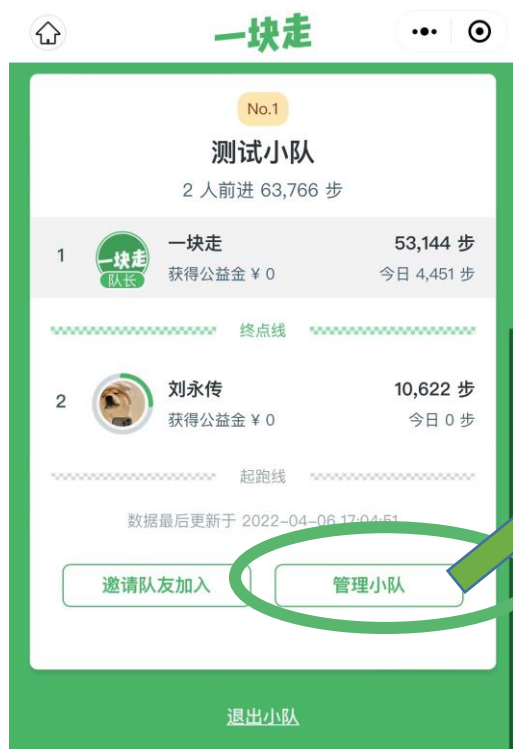 一块走
No.1
测试小队
2 人前进 63,766 步
1 一块走 53,144 步
一块走
队长
获得公益金 ¥ 0 今日 4,451 步
终点线
2 刘永传 10,622 步
获得公益金 ¥ 0 今日 0 步
起跑线
数据最后更新于 2022-04-06 17:04:51
邀请队友加入 管理小队
退出小队